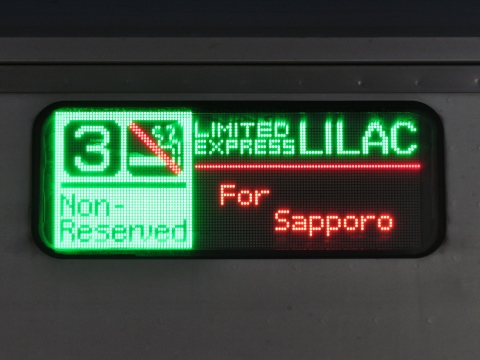 3
Non-
Reserved
LIMITED
EXPRESS LILAC
For
Sapporo